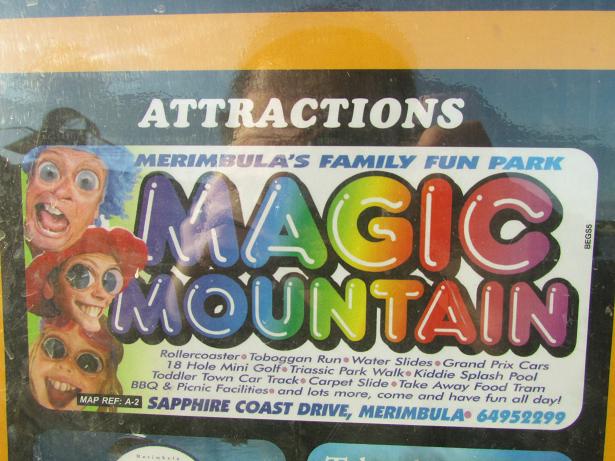 ATTRACTIONS
MERIMBULA'S FAMILY FUN PARK
MAGIC
MOUNTAIN
BEGS5
Rollercoaster • Toboggan Run • Water Slides • Grand Prix Cars
18 Hole Mini Golf • Triassic Park Walk • Kiddie Splash Pool
Toddler Town Car Track • Carpet Slide • Take Away Food Tram
BBQ & Picnic Facilities • and lots more, come and have fun all day!
MAP REF: A-2
SAPPHIRE COAST DRIVE, MERIMBULA • 64952299
Merimbula